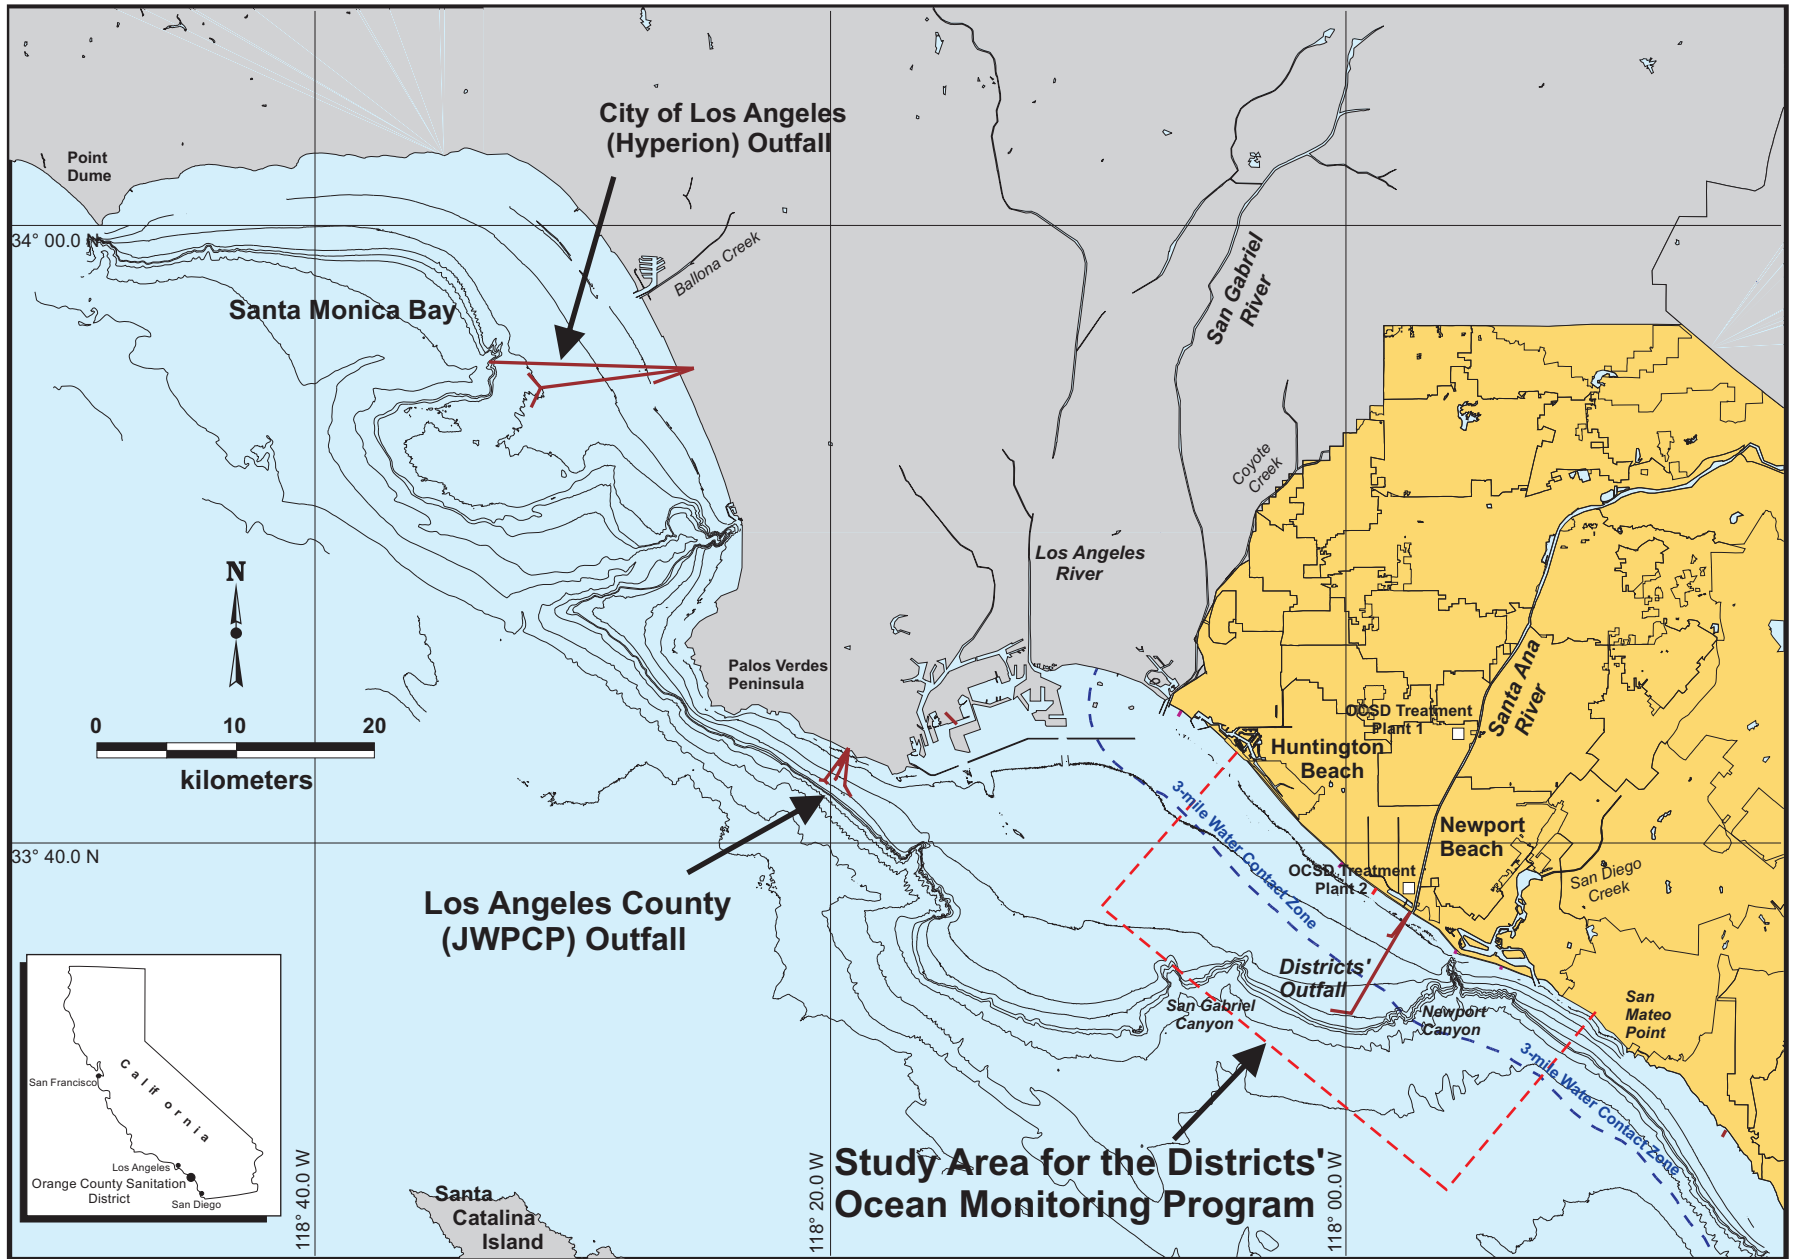 City of Los Angeles
(Hyperion) Outfall
Point
Dume
34° 00.0 N
Ballona Creek
Santa Monica Bay
San Gabriel
River
Coyote
Creek
Los Angeles
River
N
Palos Verdes
Peninsula
0 10 20
kilometers
Santa Ana
River
OCSD Treatment
Plant 1
Huntington
Beach
3-mile Water Contact Zone
33° 40.0 N
Newport
Beach
OCSD Treatment
Plant 2
San Diego
Creek
Los Angeles County
(JWPCP) Outfall
Districts'
Outfall
San Gabriel
Canyon
Newport
Canyon
San
Mateo
Point
3-mile Water Contact Zone
California
San Francisco
Los Angeles
Orange County Sanitation
District
San Diego
118° 40.0 W
118° 20.0 W
118° 00.0 W
Study Area for the Districts'
Ocean Monitoring Program
Santa
Catalina
Island